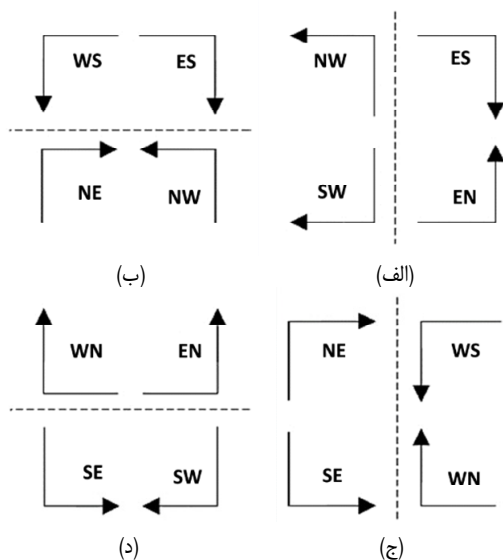 WS ES
NE NW
(ب)
NW ES
SW EN
(الف)
WN EN
SE SW
(د)
NE WS
SE WN
(ج)